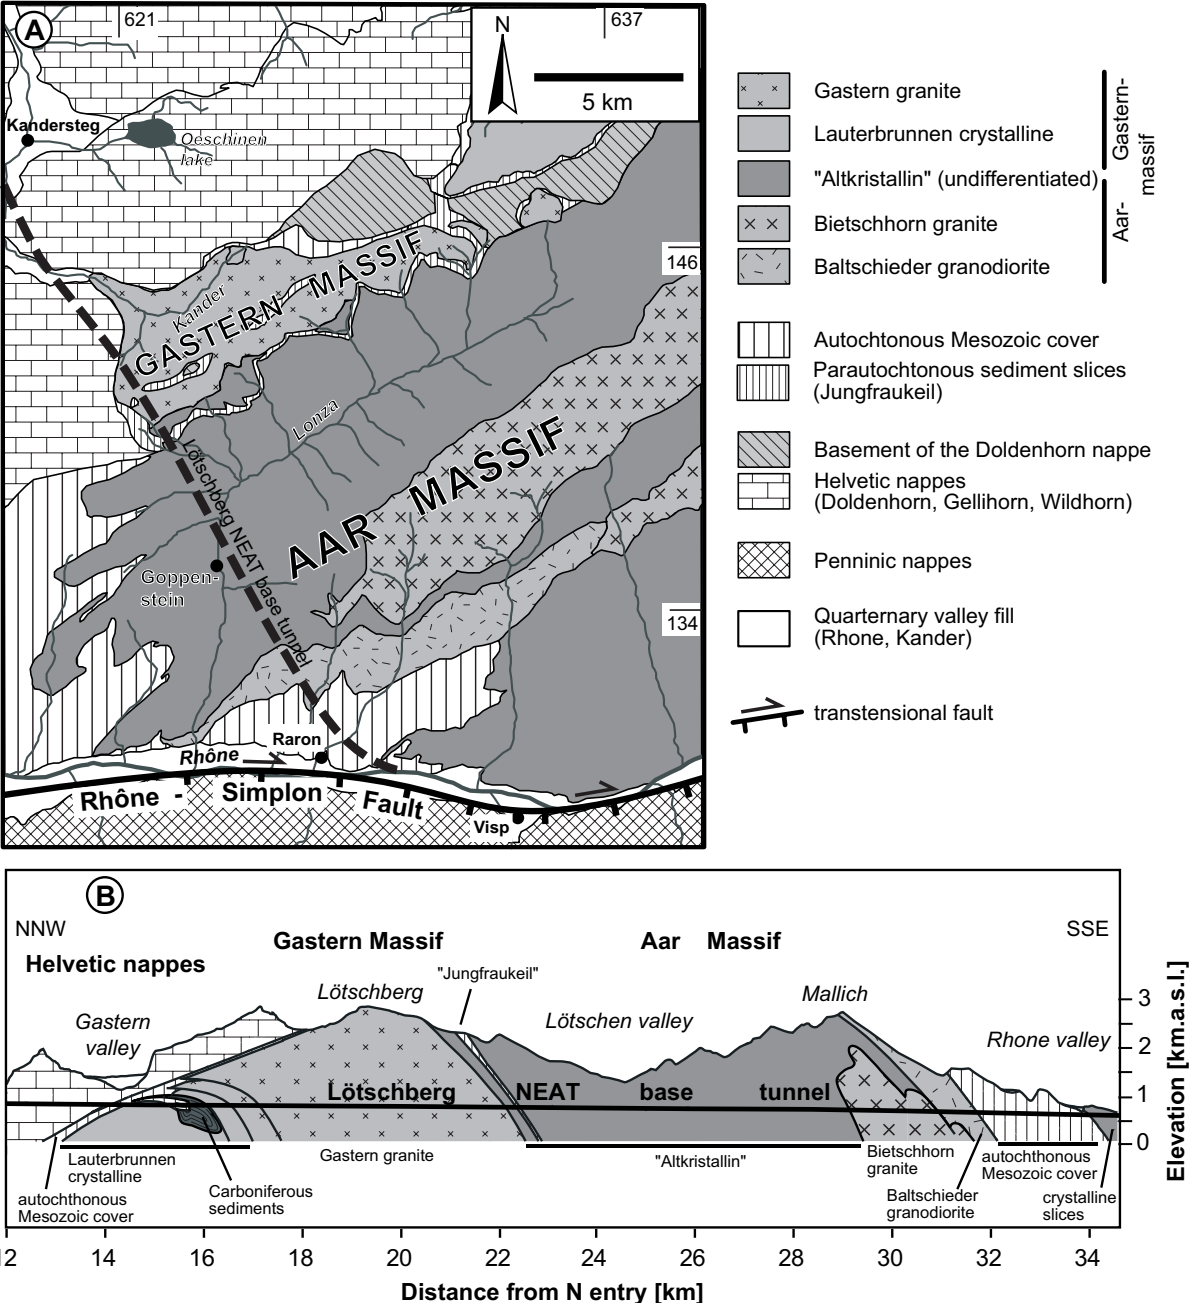 A
621
637
N
5 km
Kandersteg
Oeschinen
lake
146
Kander
GASTERN MASSIF
Lonza
AAR MASSIF
Lötschberg NEAT base tunnel
Goppen-
stein
134
Raron
Rhône
Rhône - Simplon Fault
Visp
Gastern granite
Lauterbrunnen crystalline
"Altkristallin" (undifferentiated)
Bietschhorn granite
Baltschieder granodiorite
Gastern-
massif
Aar-
Autochtonous Mesozoic cover
Parautochtonous sediment slices
(Jungfraukeil)
Basement of the Doldenhorn nappe
Helvetic nappes
(Doldenhorn, Gellihorn, Wildhorn)
Penninic nappes
Quarternary valley fill
(Rhone, Kander)
transtensional fault
B
NNW
SSE
Helvetic nappes
Gastern Massif
Aar Massif
"Jungfraukeil"
Lötschberg
Mallich
Gastern
valley
Lötschen valley
Rhone valley
Lötschberg NEAT base tunnel
3
2
1
0
Elevation [km.a.s.l.]
Lauterbrunnen
crystalline
Gastern granite
"Altkristallin"
Bietschhorn
granite
autochthonous
Mesozoic cover
autochthonous
Mesozoic cover
Carboniferous
sediments
Baltschieder
granodiorite
crystalline
slices
12 14 16 18 20 22 24 26 28 30 32 34
Distance from N entry [km]